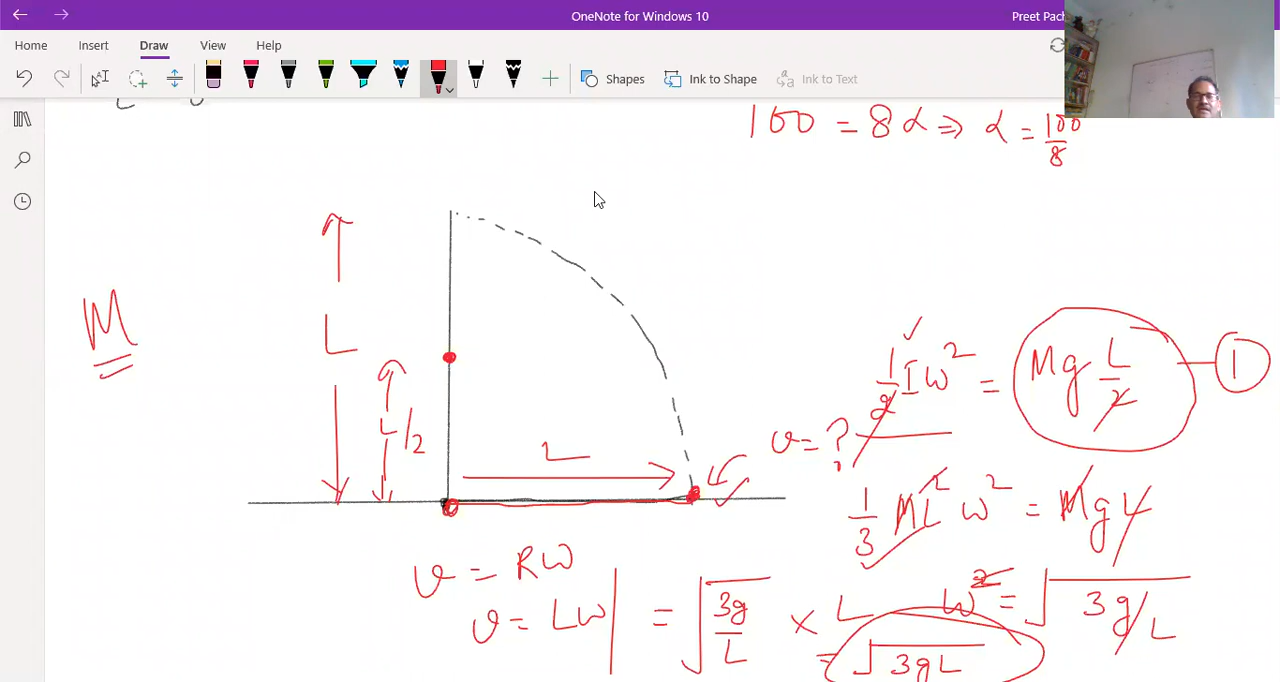 OneNote for Windows 10
Preet Pach
Home Insert Draw View Help
Shapes Ink to Shape Ink to Text
100 = 8α ⇒ α = 100/8
M
L
L/2
L
1/2 Iω² = Mg L/2 ①
v = ?
1/3 ML² ω² = MgL
v = Rω
ω² = √3g/L
v = Lω = √3g/L × L
= √3gL